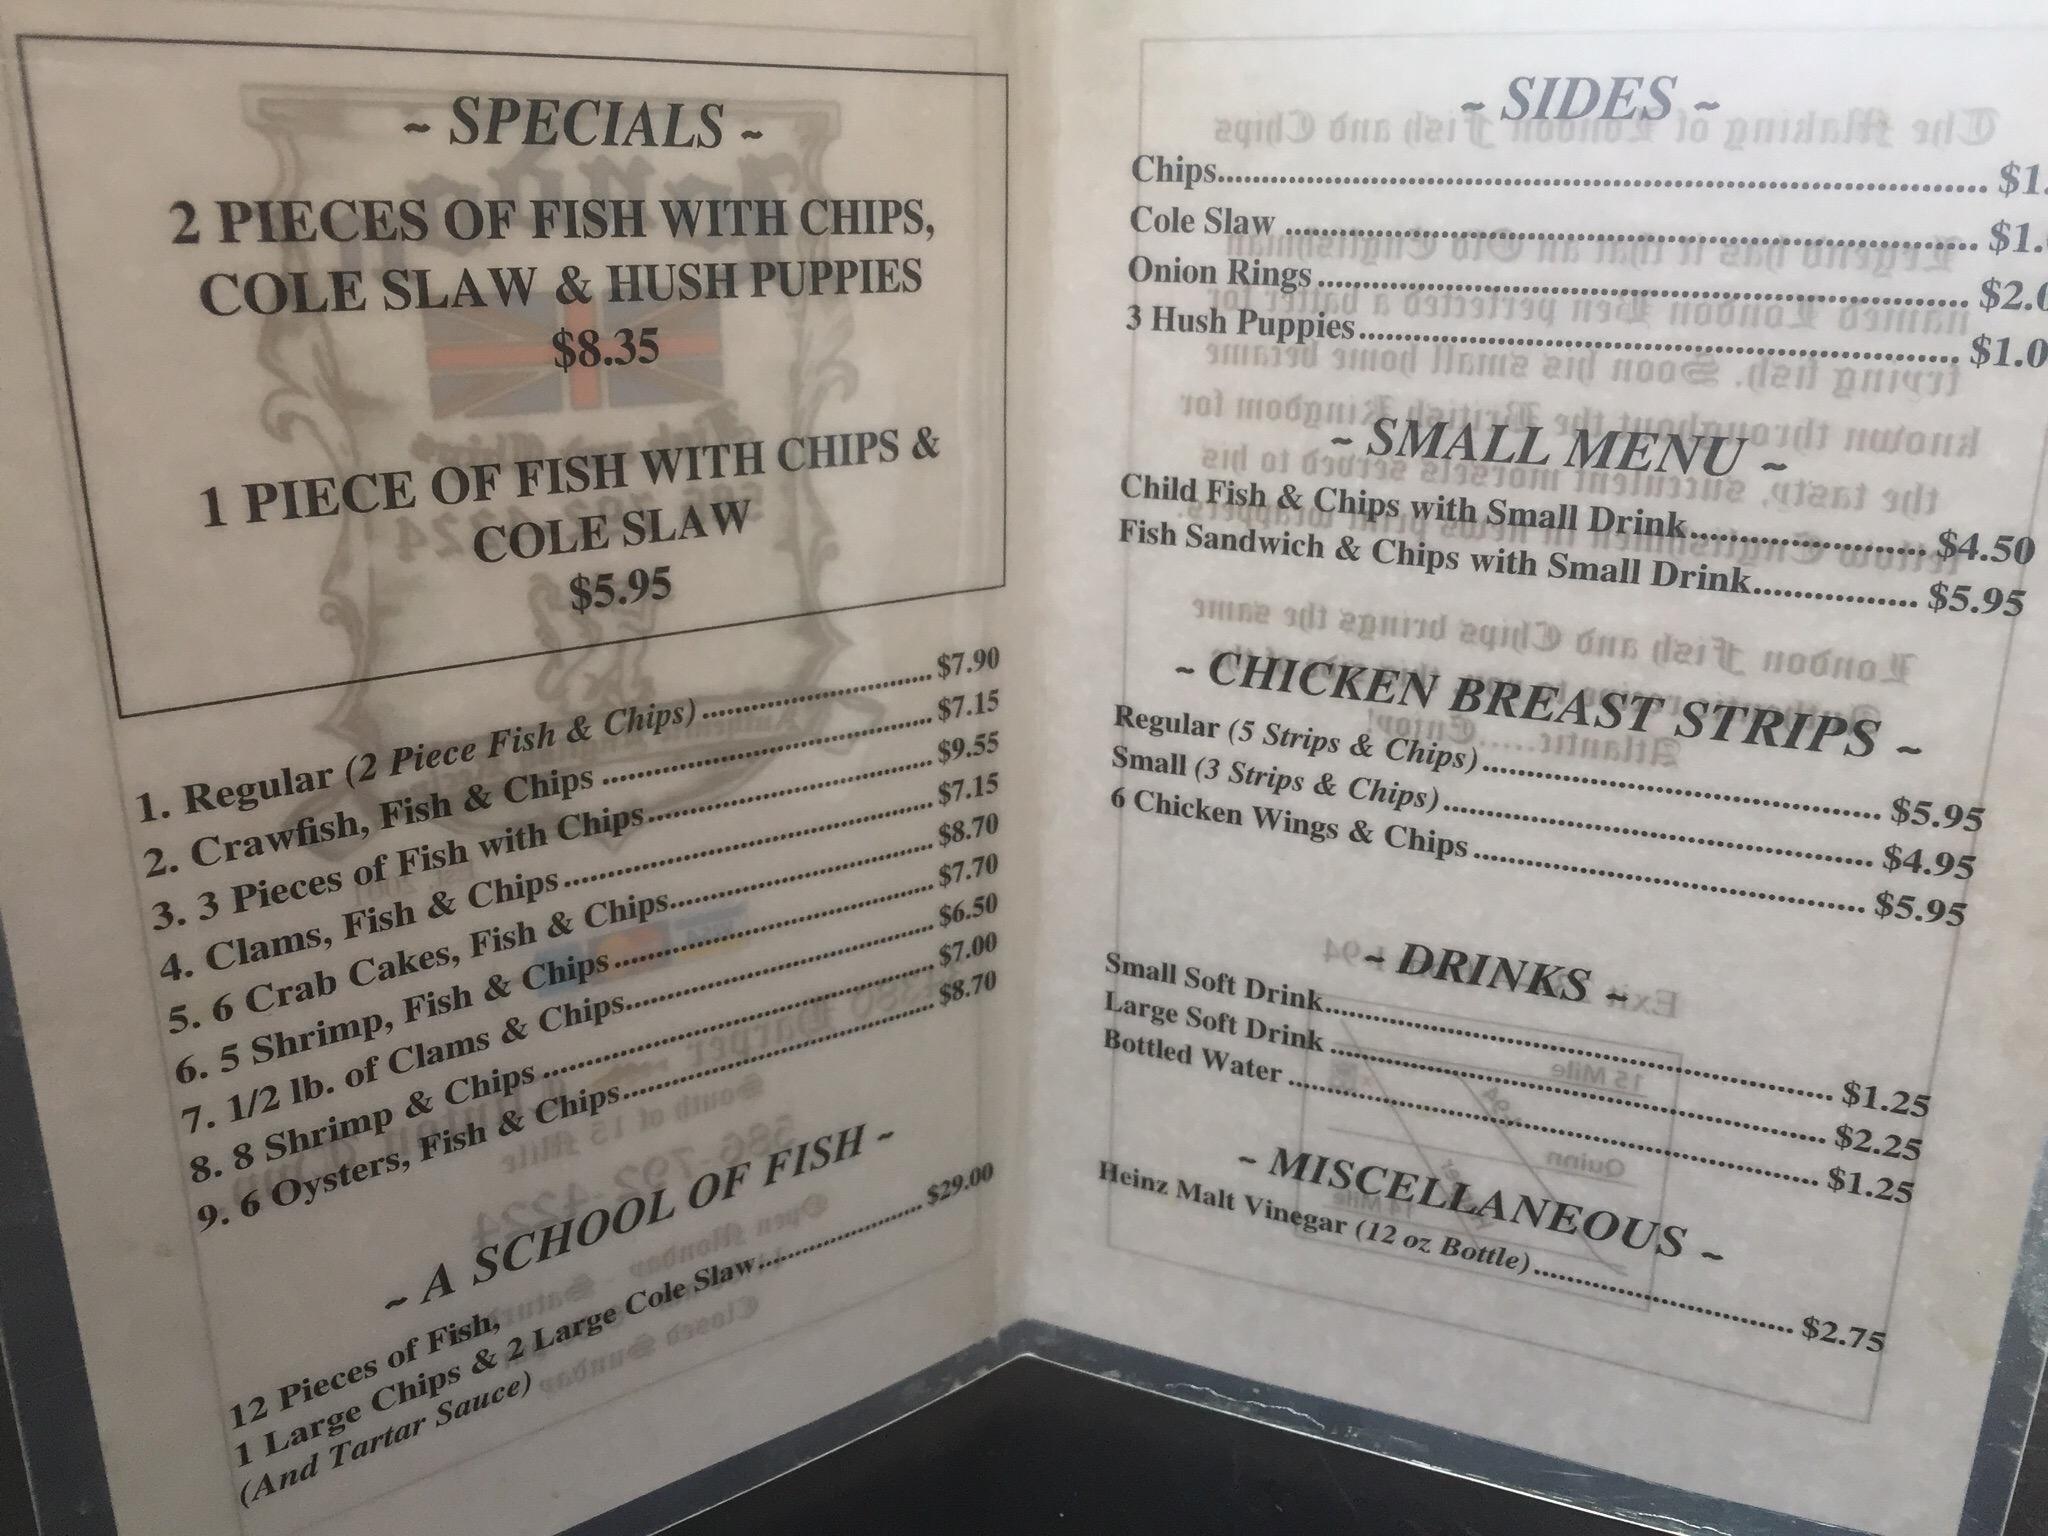 ~ SPECIALS ~
2 PIECES OF FISH WITH CHIPS,
COLE SLAW & HUSH PUPPIES
$8.35
1 PIECE OF FISH WITH CHIPS &
COLE SLAW
$5.95
1. Regular (2 Piece Fish & Chips) $7.90
2. Crawfish, Fish & Chips $7.15
3. 3 Pieces of Fish with Chips $9.55
4. Clams, Fish & Chips $7.15
5. 6 Crab Cakes, Fish & Chips $8.70
6. 5 Shrimp, Fish & Chips $7.70
7. 1/2 lb. of Clams & Chips $6.50
8. 8 Shrimp & Chips $7.00
9. 6 Oysters, Fish & Chips $8.70
~ A SCHOOL OF FISH ~
12 Pieces of Fish,
1 Large Chips & 2 Large Cole Slaw $29.00
(And Tartar Sauce)
~ SIDES ~
Chips $1.
Cole Slaw $1.
Onion Rings $2.0
3 Hush Puppies $1.0
~ SMALL MENU ~
Child Fish & Chips with Small Drink $4.50
Fish Sandwich & Chips with Small Drink $5.95
~ CHICKEN BREAST STRIPS ~
Regular (5 Strips & Chips) $5.95
Small (3 Strips & Chips) $4.95
6 Chicken Wings & Chips $5.95
~ DRINKS ~
Small Soft Drink $1.25
Large Soft Drink $2.25
Bottled Water $1.25
~ MISCELLANEOUS ~
Heinz Malt Vinegar (12 oz Bottle) $2.75